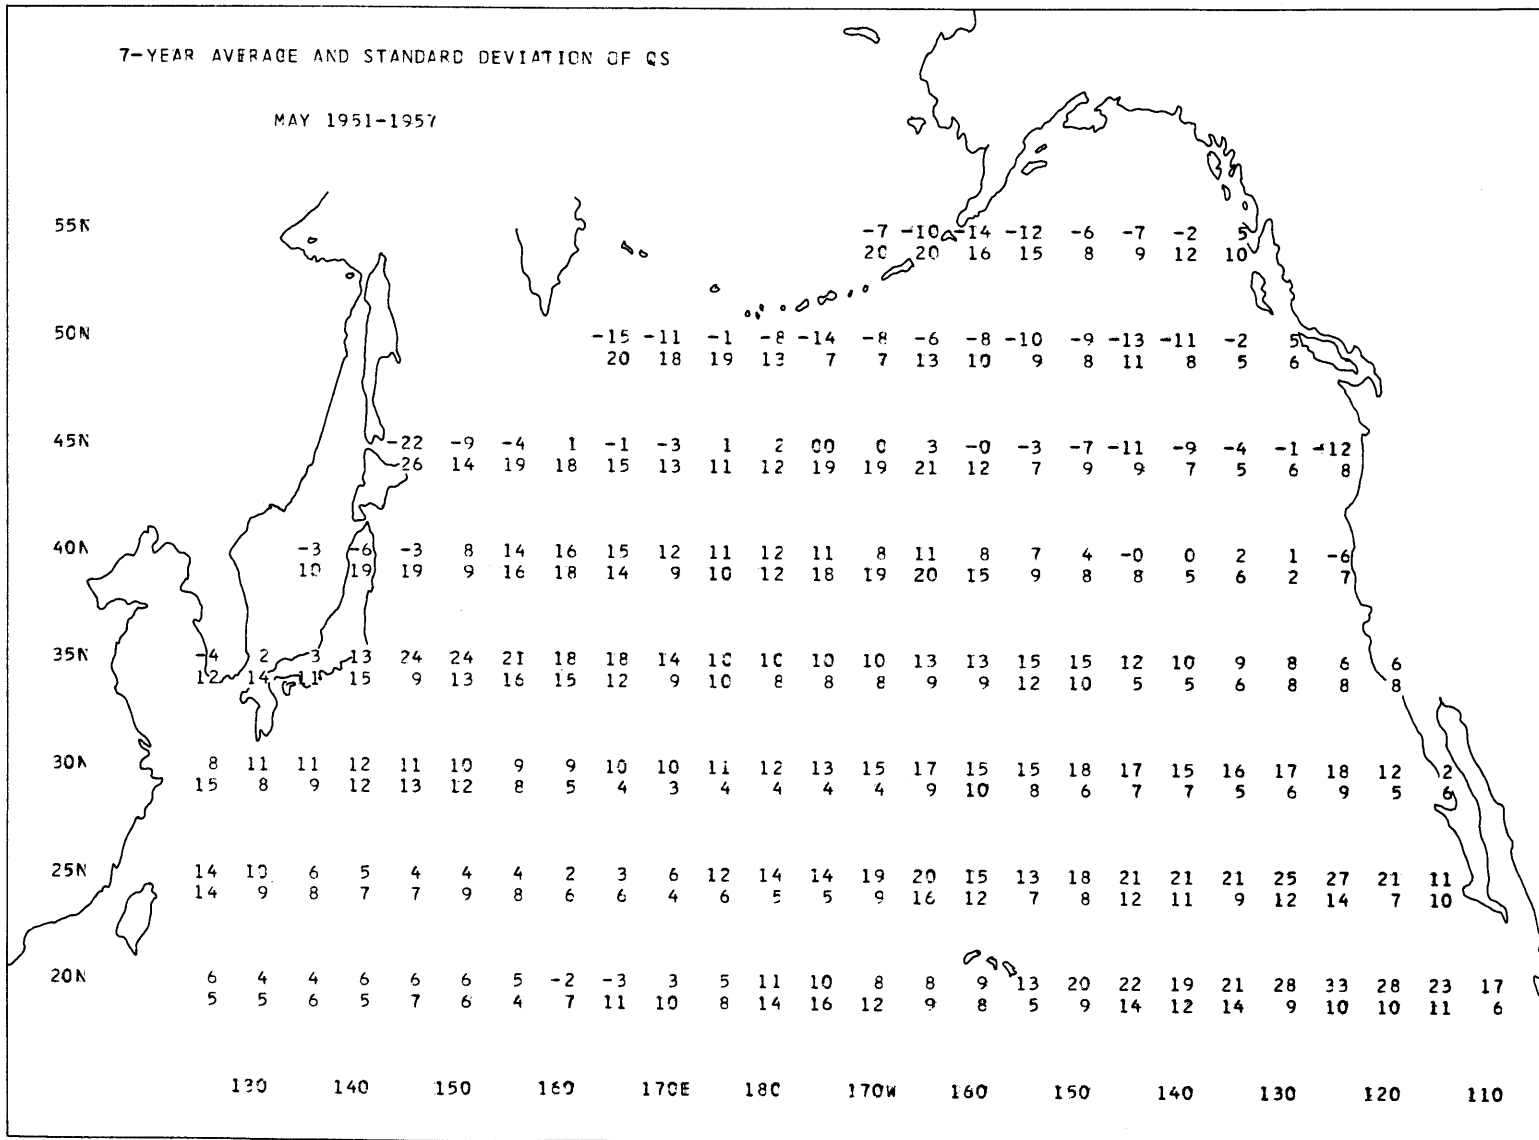 7-YEAR AVERAGE AND STANDARD DEVIATION OF QS
MAY 1951-1957
55N -7 -10 -14 -12 -6 -7 -2 5
20 20 16 15 8 9 12 10
50N -15 -11 -1 -8 -14 -8 -6 -8 -10 -9 -13 -11 -2 5
20 18 19 13 7 7 13 10 9 8 11 8 5 6
45N -22 -9 -4 1 -1 -3 1 2 00 0 3 -0 -3 -7 -11 -9 -4 -1 -12
26 14 19 18 15 13 11 12 19 19 21 12 7 9 9 7 5 6 8
40N -3 -6 -3 8 14 16 15 12 11 12 11 8 11 8 7 4 -0 0 2 1 -6
10 19 19 9 16 18 14 9 10 12 18 19 20 15 9 8 8 5 6 2 7
35N -4 2 3 13 24 24 21 18 18 14 10 10 10 10 13 13 15 15 12 10 9 8 6 6
12 14 11 15 9 13 16 15 12 9 10 8 8 8 9 9 12 10 5 5 6 8 8 8
30N 8 11 11 12 11 10 9 9 10 10 11 12 13 15 17 15 15 18 17 15 16 17 18 12 2
15 8 9 12 13 12 8 5 4 3 4 4 4 4 9 10 8 6 7 7 5 6 9 5 6
25N 14 10 6 5 4 4 4 2 3 6 12 14 14 19 20 15 13 18 21 21 21 25 27 21 11
14 9 8 7 7 9 8 6 6 4 6 5 5 9 16 12 7 8 12 11 9 12 14 7 10
20N 6 4 4 6 6 6 5 -2 -3 3 5 11 10 8 8 9 13 20 22 19 21 28 33 28 23 17
5 5 6 5 7 6 4 7 11 10 8 14 16 12 9 8 5 9 14 12 14 9 10 10 11 6
130 140 150 160 170E 180 170W 160 150 140 130 120 110